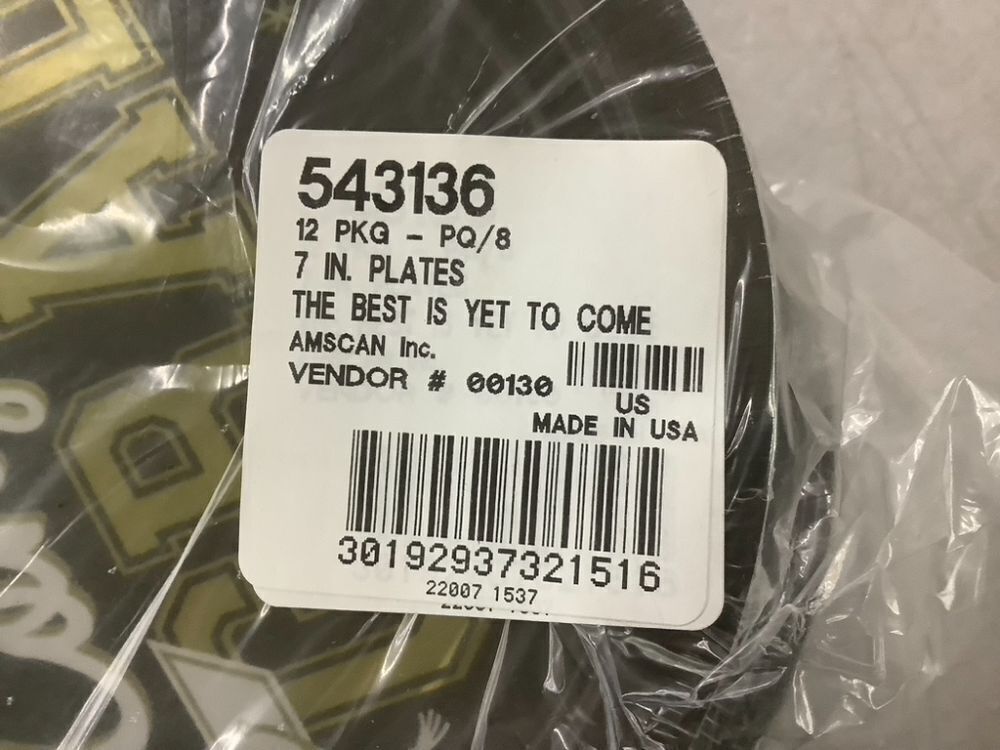 543136
12 PKG - PQ/8
7 IN. PLATES
THE BEST IS YET TO COME
AMSCAN Inc.
VENDOR # 00130
US
MADE IN USA
30192937321516
22007 1537